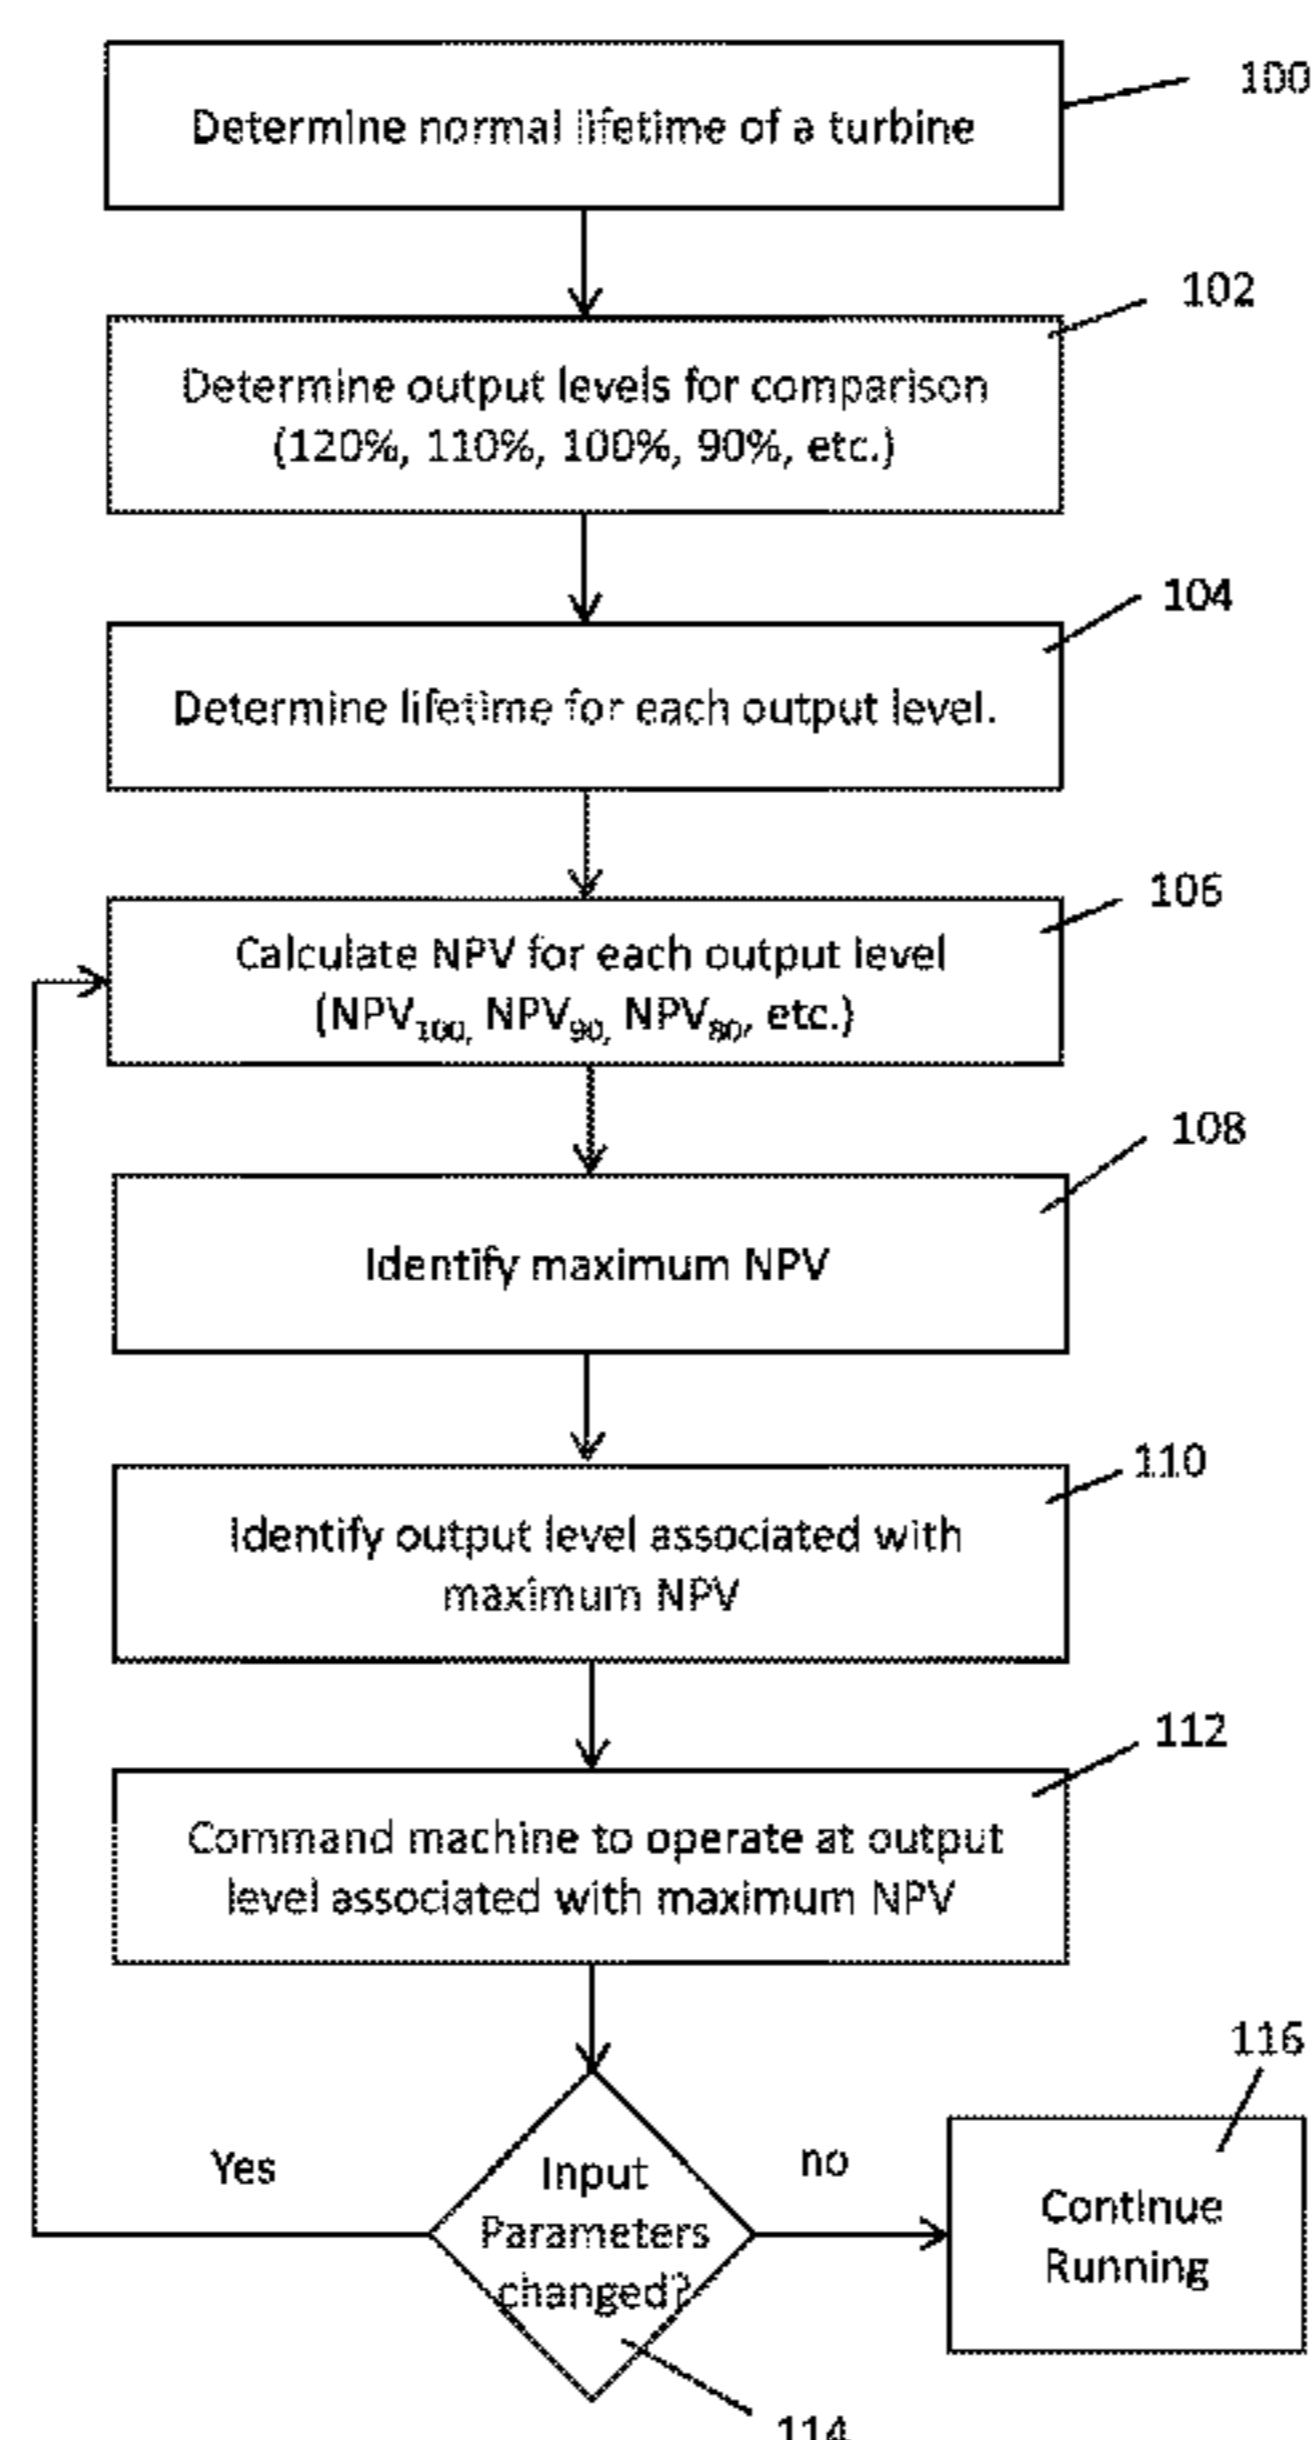 100
Determine normal lifetime of a turbine
102
Determine output levels for comparison
(120%, 110%, 100%, 90%, etc.)
104
Determine lifetime for each output level.
106
Calculate NPV for each output level
(NPV100, NPV90, NPV80, etc.)
108
Identify maximum NPV
110
Identify output level associated with
maximum NPV
112
Command machine to operate at output
level associated with maximum NPV
116
Yes
Input
Parameters
changed?
no
Continue
Running
114